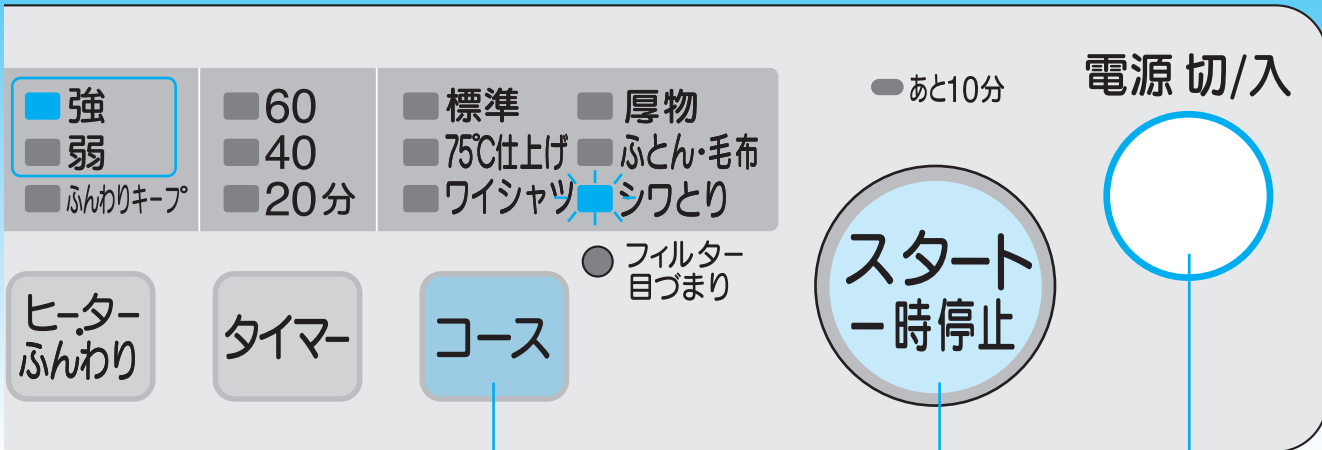 強
弱
ふんわりキープ
60
40
20分
標準
75℃仕上げ
ワイシャツ
厚物
ふとん・毛布
シワとり
フィルター
目づまり
ヒーター
・
ふんわり
タイマー
コース
あと10分
スタート
一時停止
電源 切/入